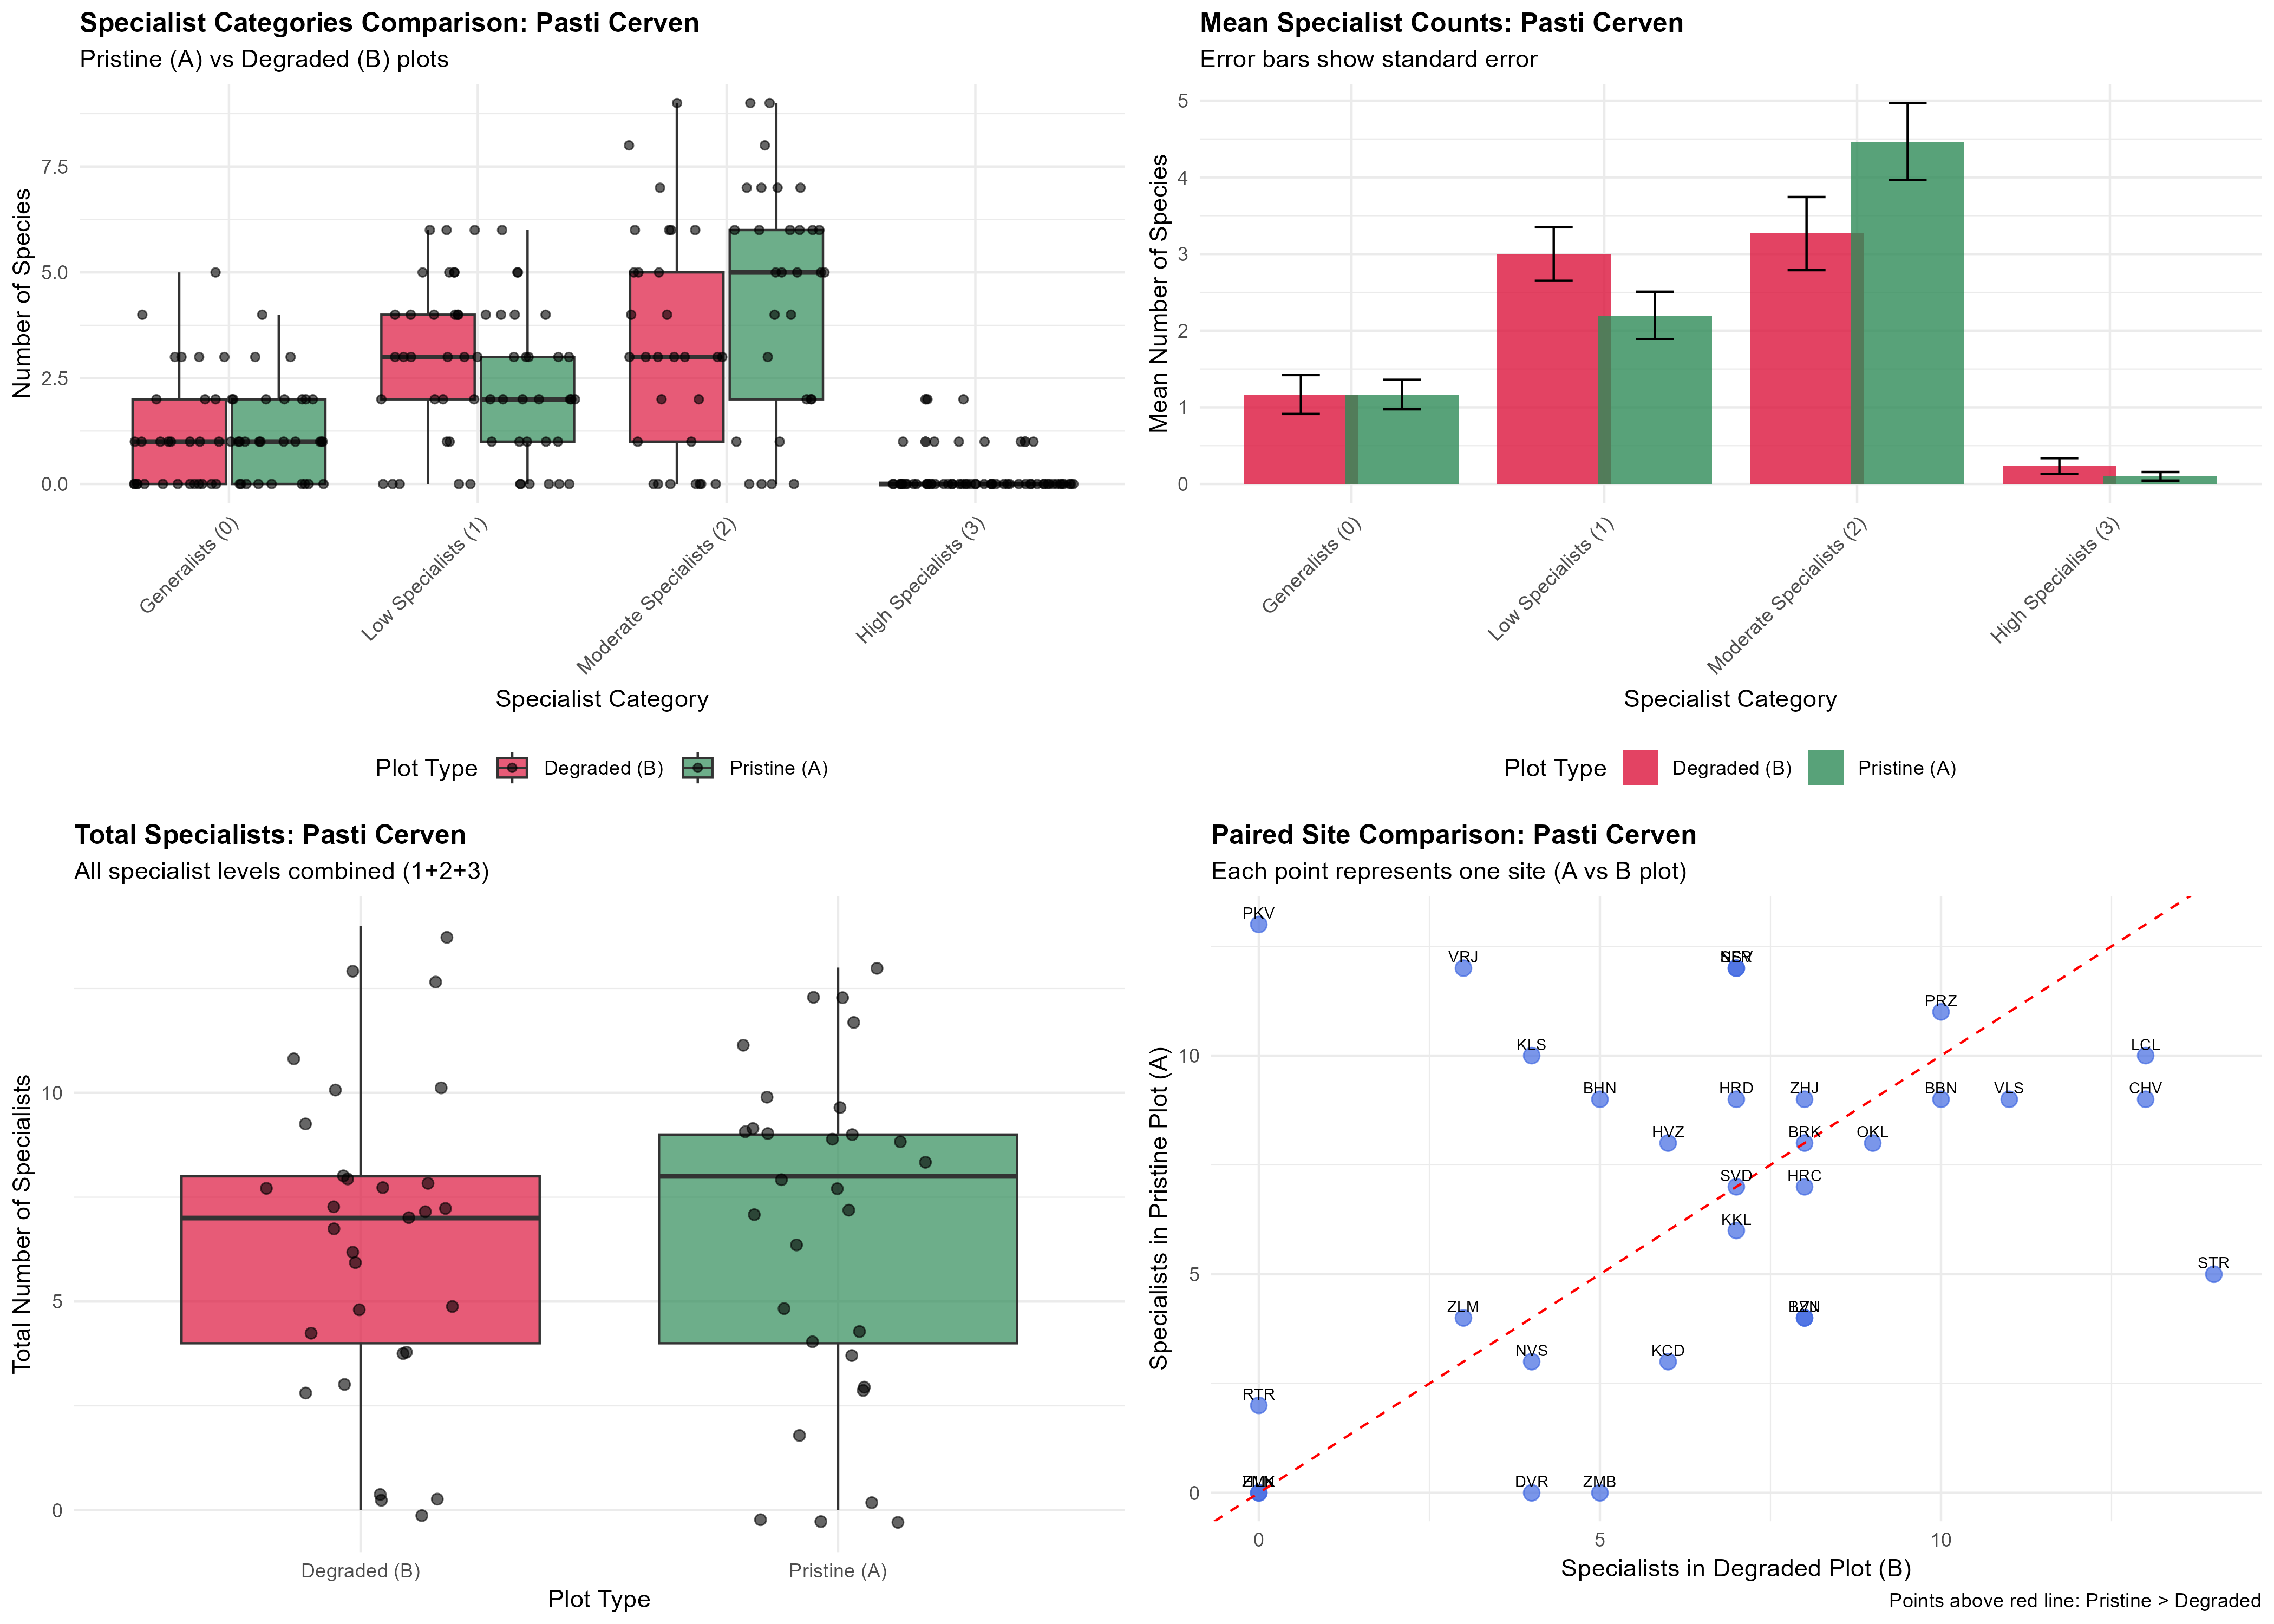 Specialist Categories Comparison: Pasti Cerven
Pristine (A) vs Degraded (B) plots
Number of Species
7.5
5.0
2.5
0.0
Generalists (0)
Low Specialists (1)
Moderate Specialists (2)
High Specialists (3)
Specialist Category
Plot Type
Degraded (B)
Pristine (A)
Mean Specialist Counts: Pasti Cerven
Error bars show standard error
Mean Number of Species
5
4
3
2
1
0
Generalists (0)
Low Specialists (1)
Moderate Specialists (2)
High Specialists (3)
Specialist Category
Plot Type
Degraded (B)
Pristine (A)
Total Specialists: Pasti Cerven
All specialist levels combined (1+2+3)
Total Number of Specialists
10
5
0
Degraded (B)
Pristine (A)
Plot Type
Paired Site Comparison: Pasti Cerven
Each point represents one site (A vs B plot)
Specialists in Pristine Plot (A)
10
5
0
PKV
VRJ
PRZ
KLS
LCL
BHN
HRD
ZHJ
BBN
VLS
CHV
HVZ
BRK
OKL
SVD
HRC
KKL
STR
ZLM
NVS
KCD
RTR
DVR
ZMB
0
5
10
Specialists in Degraded Plot (B)
Points above red line: Pristine > Degraded